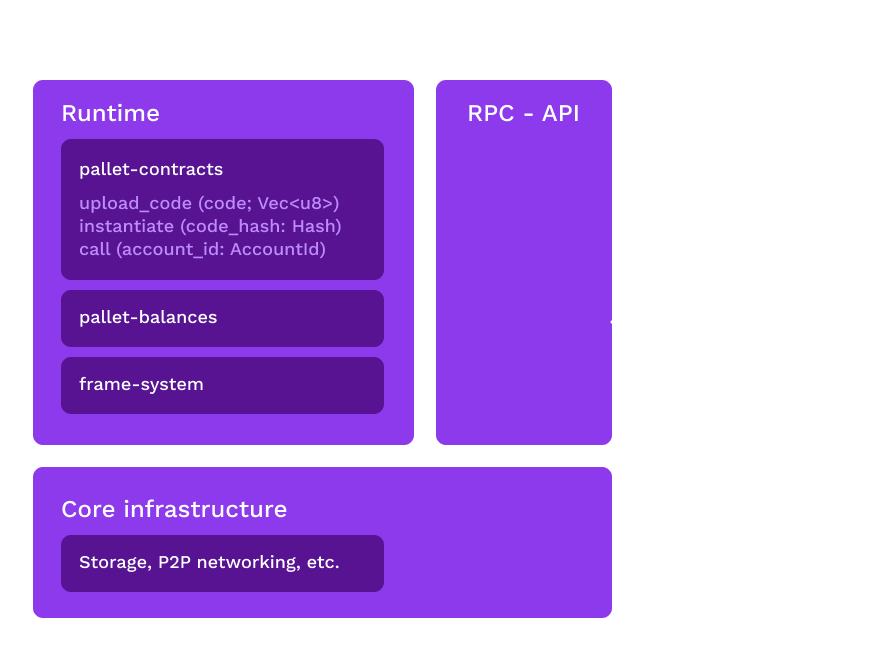 Runtime
pallet-contracts
upload_code (code; Vec<u8>)
instantiate (code_hash: Hash)
call (account_id: AccountId)
pallet-balances
frame-system
RPC - API
Core infrastructure
Storage, P2P networking, etc.